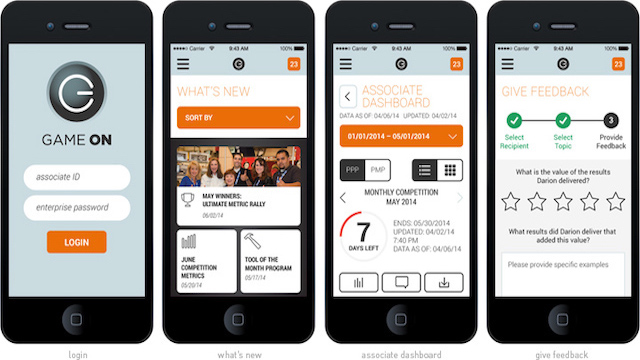 GAME ON
associate ID
enterprise password
LOGIN
login
Carrier 9:43 AM 100%
23
WHAT'S NEW
SORT BY
MAY WINNERS:
ULTIMATE METRIC RALLY
06/02/14
JUNE
COMPETITION
METRICS
05/20/14
TOOL OF THE
MONTH PROGRAM
05/17/14
what's new
Carrier 9:43 AM 100%
23
ASSOCIATE
DASHBOARD
DATA AS OF: 04/06/14 UPDATED: 04/02/14
01/01/2014 – 05/01/2014
PPP PMP
MONTHLY COMPETITION
MAY 2014
7
DAYS LEFT
ENDS: 05/30/2014
UPDATED: 04/02/14
7:40 PM
DATA AS OF: 04/06/14
associate dashboard
Carrier 9:43 AM 100%
23
GIVE FEEDBACK
3
Select
Recipient
Select
Topic
Provide
Feedback
What is the value of the results
Darion delivered?
What results did Darion deliver that
added this value?
Please provide specific examples
give feedback